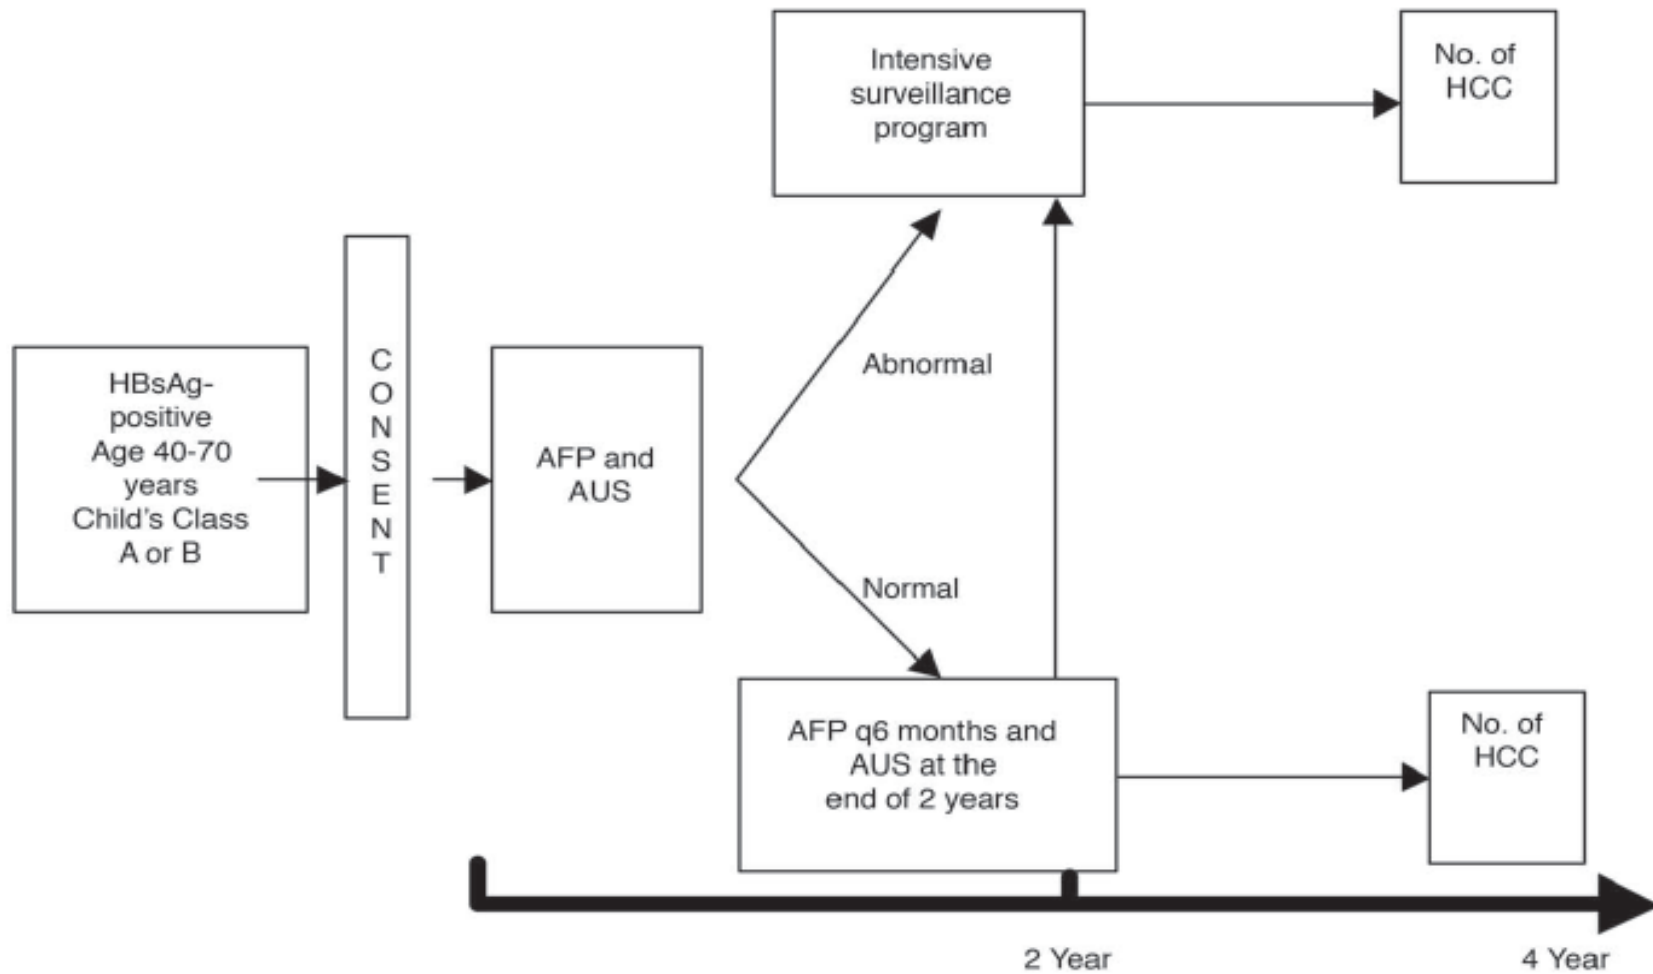 HBsAg-
positive
Age 40-70
years
Child's Class
A or B
C
O
N
S
E
N
T
AFP and
AUS
Abnormal
Normal
Intensive
surveillance
program
No. of
HCC
AFP q6 months and
AUS at the
end of 2 years
No. of
HCC
2 Year
4 Year